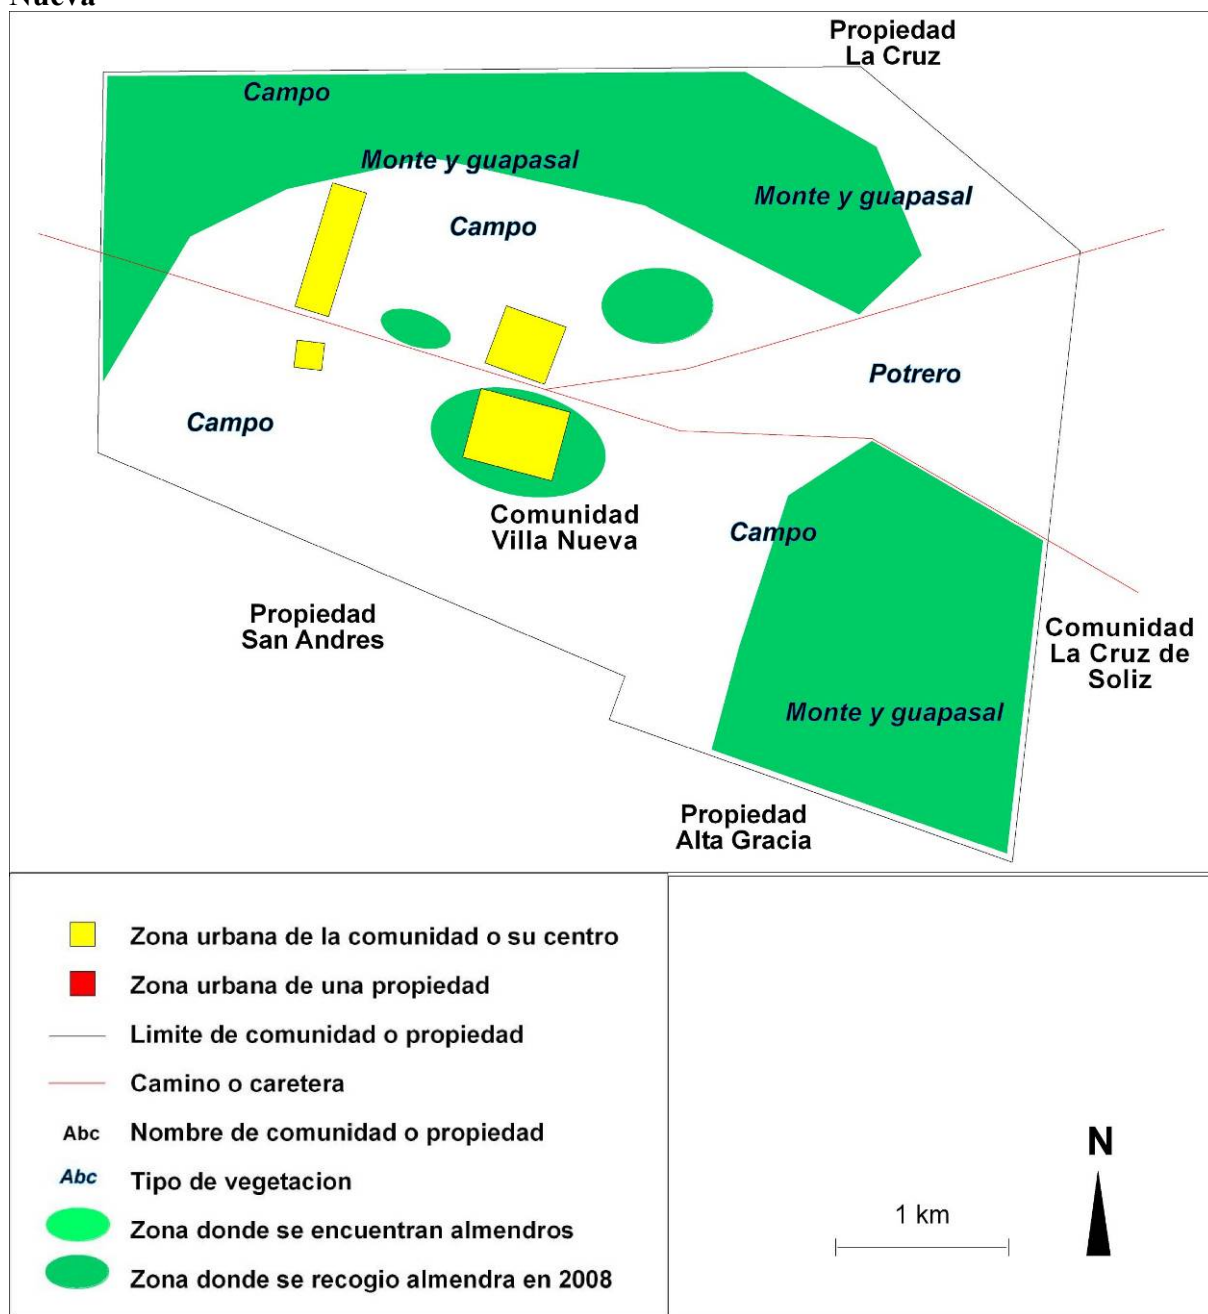 Nueva
Propiedad
La Cruz
Campo
Monte y guapasal
Monte y guapasal
Campo
Potrero
Campo
Comunidad
Villa Nueva
Campo
Propiedad
San Andres
Comunidad
La Cruz de
Soliz
Monte y guapasal
Propiedad
Alta Gracia
Zona urbana de la comunidad o su centro
Zona urbana de una propiedad
Limite de comunidad o propiedad
Camino o caretera
Abc Nombre de comunidad o propiedad
Abc Tipo de vegetacion
Zona donde se encuentran almendros
Zona donde se recogio almendra en 2008
N
1 km